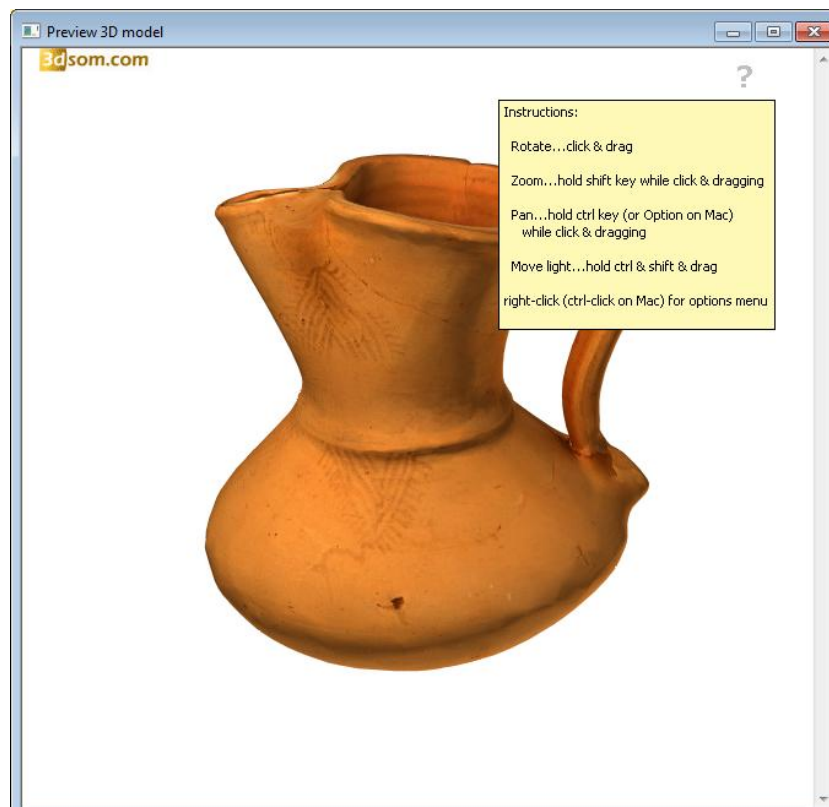 Preview 3D model
3dsom.com
?
Instructions:
Rotate...click & drag
Zoom...hold shift key while click & dragging
Pan...hold ctrl key (or Option on Mac)
while click & dragging
Move light...hold ctrl & shift & drag
right-click (ctrl-click on Mac) for options menu